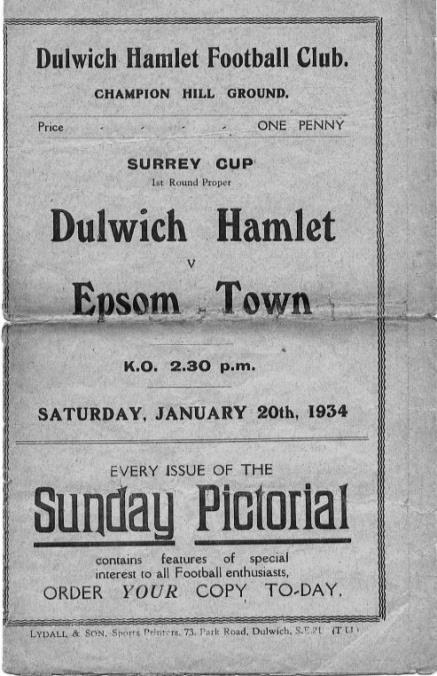 Dulwich Hamlet Football Club.
CHAMPION HILL GROUND.
Price - - - - ONE PENNY
SURREY CUP
1st Round Proper
Dulwich Hamlet
v
Epsom - Town
K.O. 2.30 p.m.
SATURDAY, JANUARY 20th, 1934
EVERY ISSUE OF THE
Sunday Pictorial
contains features of special
interest to all Football enthusiasts,
ORDER YOUR COPY TO-DAY.
LYDALL & SON, Sports Printers, 73, Park Road, Dulwich, S.E.21. (T U)